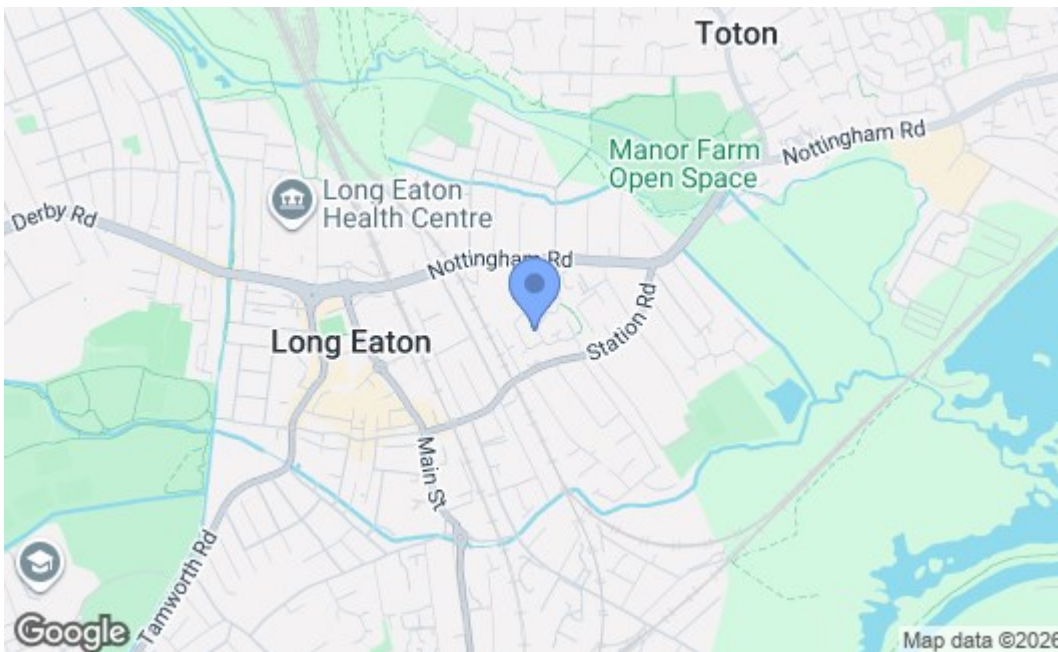 Toton
Nottingham Rd
Manor Farm
Open Space
Long Eaton
Health Centre
Derby Rd
Nottingham Rd
Station Rd
Long Eaton
Main St
Tamworth Rd
Google
Map data ©2026